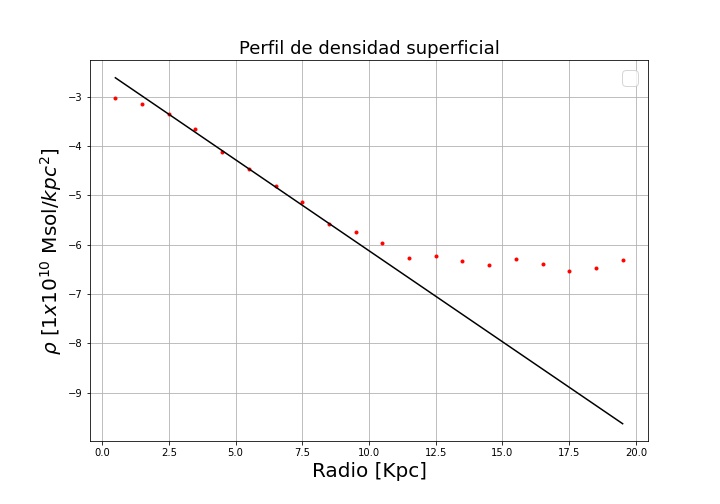 Perfil de densidad superficial
−3
−4
−5
−6
−7
−8
−9
ρ [1x10¹⁰ Msol/kpc²]
0.0 2.5 5.0 7.5 10.0 12.5 15.0 17.5 20.0
Radio [Kpc]